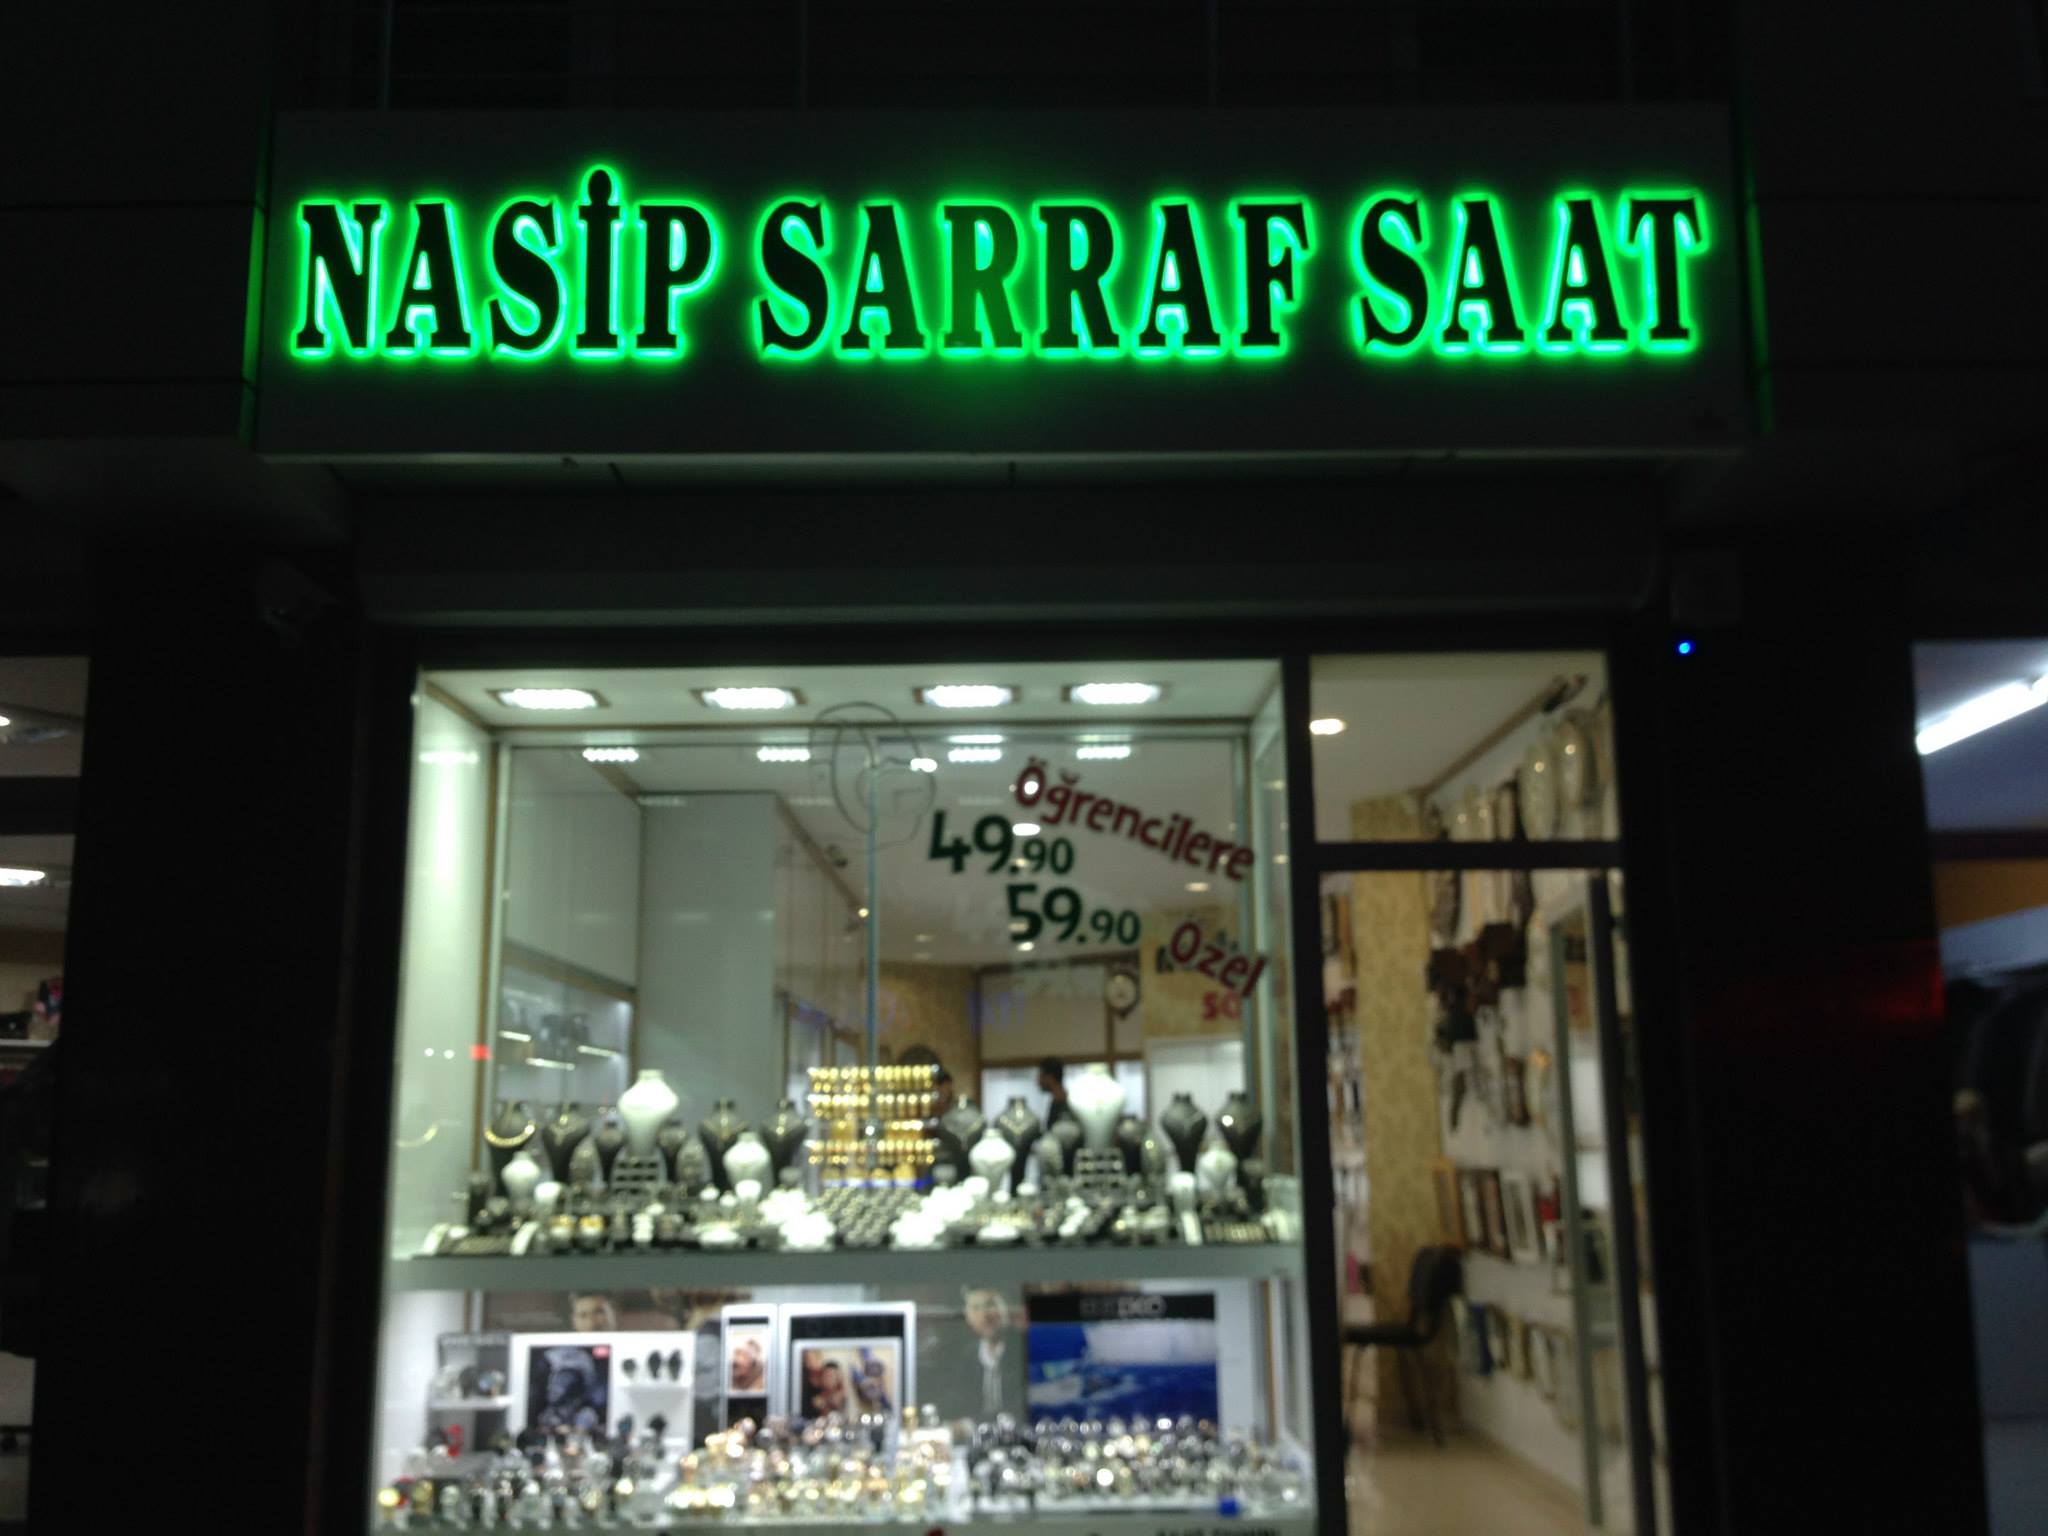 NASİP SARRAF SAAT
Öğrencilere
49.90
59.90
Özel